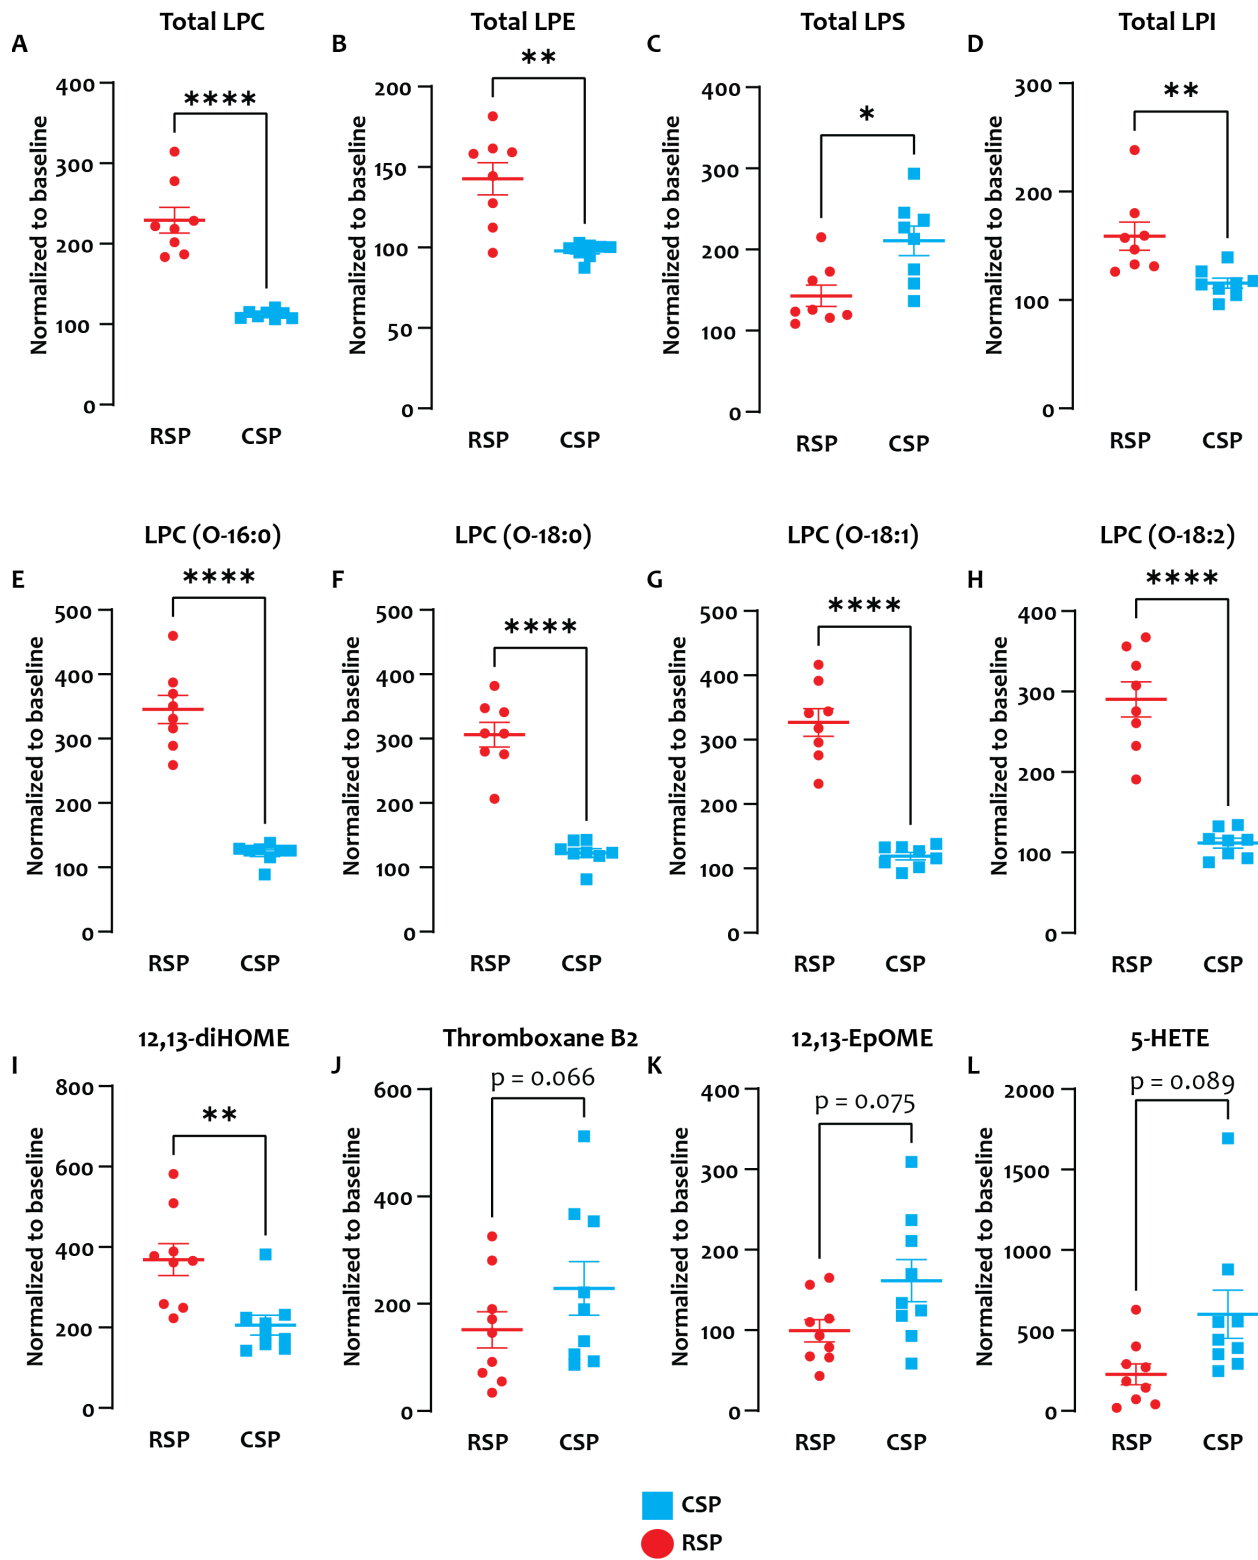 Total LPC
Total LPE
Total LPS
Total LPI
A
B
C
D
Normalized to baseline
400
300
200
100
0
****
RSP
CSP
Normalized to baseline
200
150
100
50
0
**
RSP
CSP
Normalized to baseline
400
300
200
100
0
*
RSP
CSP
Normalized to baseline
300
200
100
0
**
RSP
CSP
LPC (O-16:0)
LPC (O-18:0)
LPC (O-18:1)
LPC (O-18:2)
E
F
G
H
Normalized to baseline
500
400
300
200
100
0
****
RSP
CSP
Normalized to baseline
500
400
300
200
100
0
****
RSP
CSP
Normalized to baseline
500
400
300
200
100
0
****
RSP
CSP
Normalized to baseline
400
300
200
100
0
****
RSP
CSP
12,13-diHOME
Thromboxane B2
12,13-EpOME
5-HETE
I
J
K
L
Normalized to baseline
800
600
400
200
0
**
RSP
CSP
Normalized to baseline
600
400
200
0
p = 0.066
RSP
CSP
Normalized to baseline
400
300
200
100
0
p = 0.075
RSP
CSP
Normalized to baseline
2000
1500
1000
500
0
p = 0.089
RSP
CSP
CSP
RSP